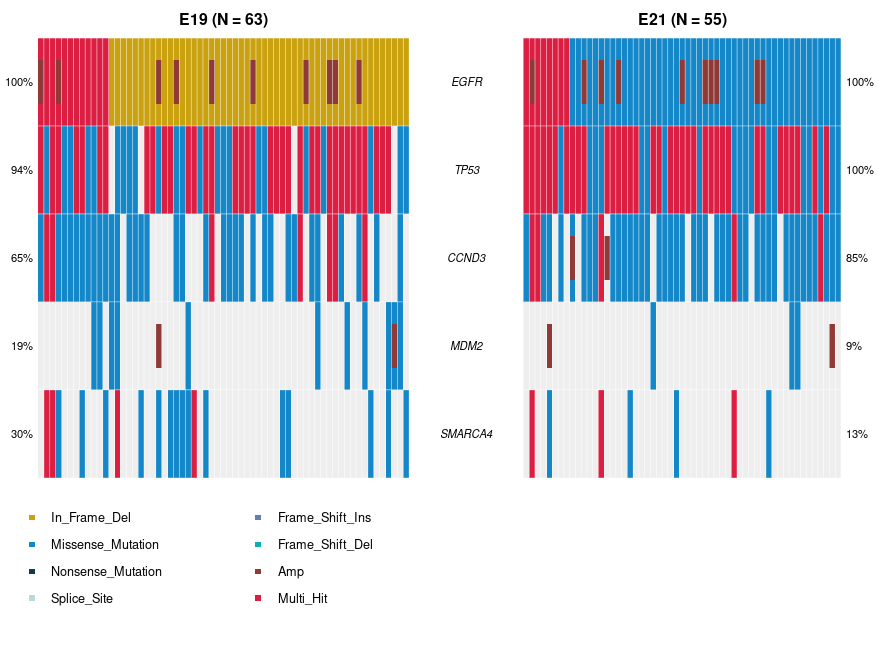 E19 (N = 63)
E21 (N = 55)
100%
EGFR
100%
94%
TP53
100%
65%
CCND3
85%
19%
MDM2
9%
30%
SMARCA4
13%
In_Frame_Del
Frame_Shift_Ins
Missense_Mutation
Frame_Shift_Del
Nonsense_Mutation
Amp
Splice_Site
Multi_Hit